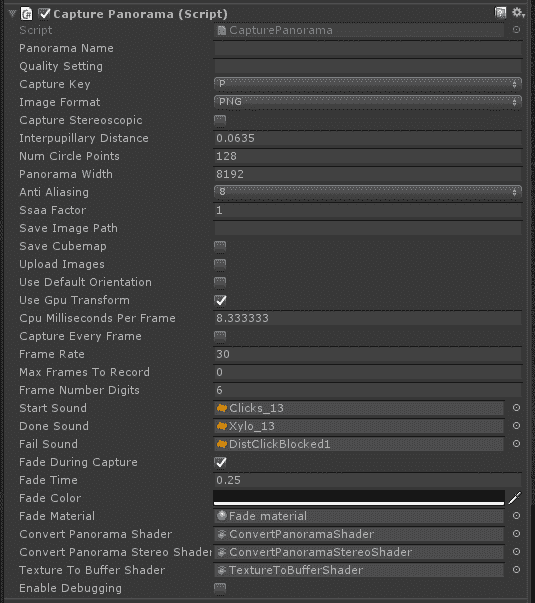 Capture Panorama (Script)
Script CapturePanorama
Panorama Name
Quality Setting
Capture Key P
Image Format PNG
Capture Stereoscopic
Interpupillary Distance 0.0635
Num Circle Points 128
Panorama Width 8192
Anti Aliasing 8
Ssaa Factor 1
Save Image Path
Save Cubemap
Upload Images
Use Default Orientation
Use Gpu Transform
Cpu Milliseconds Per Frame 8.333333
Capture Every Frame
Frame Rate 30
Max Frames To Record 0
Frame Number Digits 6
Start Sound Clicks_13
Done Sound Xylo_13
Fail Sound DistClickBlocked1
Fade During Capture
Fade Time 0.25
Fade Color
Fade Material Fade material
Convert Panorama Shader ConvertPanoramaShader
Convert Panorama Stereo Shader ConvertPanoramaStereoShader
Texture To Buffer Shader TextureToBufferShader
Enable Debugging